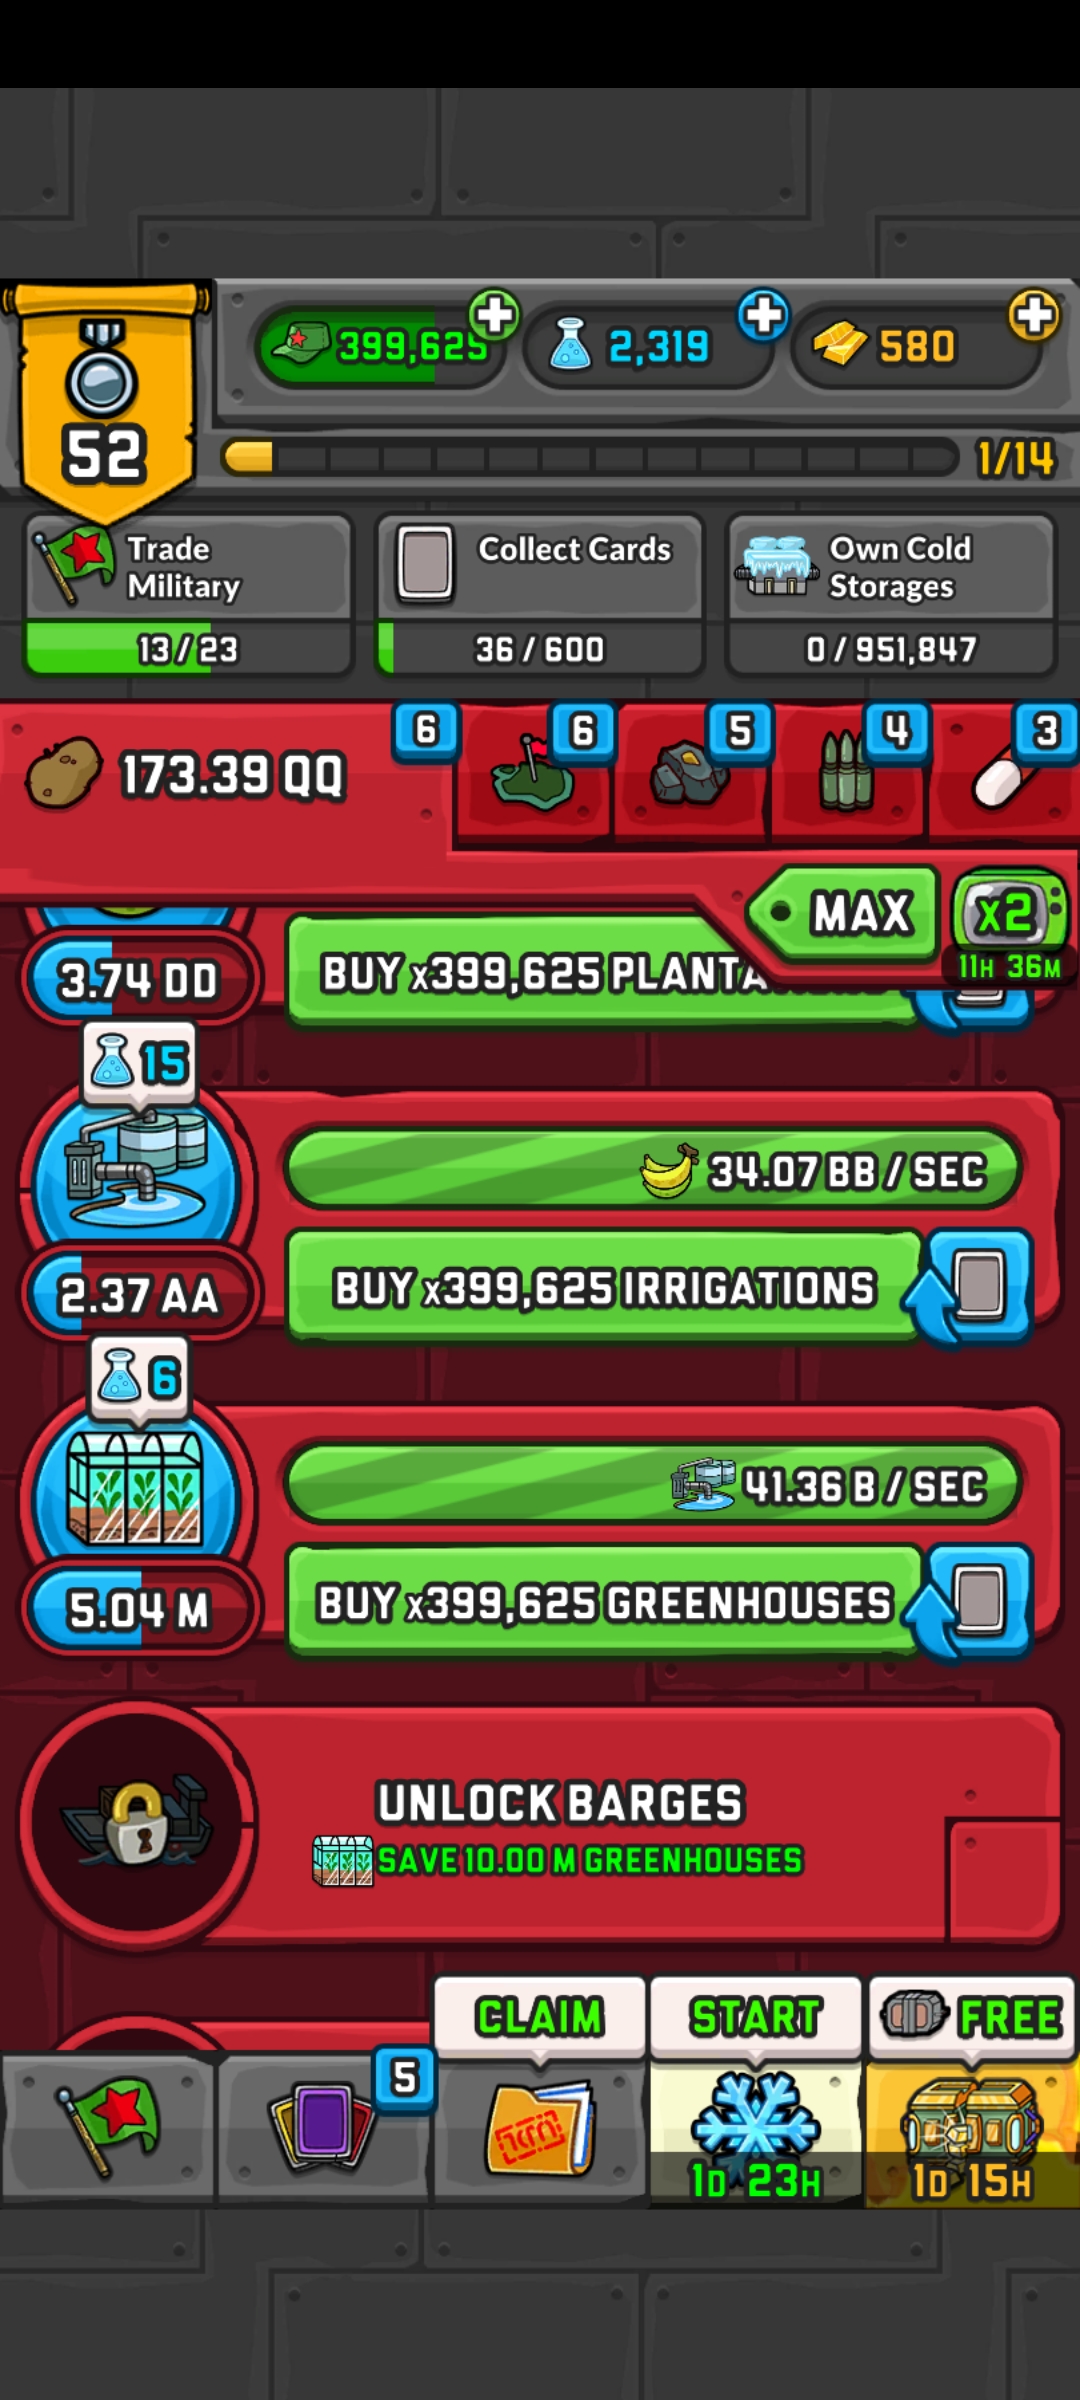 399,625
2,319
580
52
1/14
Trade
Military
13/23
Collect Cards
36/600
Own Cold
Storages
0/951,847
173.39 QQ
6
6
5
4
3
MAX
x2
11H 36M
3.74 DD
BUY x399,625
15
34.07 BB / SEC
2.37 AA
BUY x399,625 IRRIGATIONS
6
41.36 B / SEC
5.04 M
BUY x399,625 GREENHOUSES
UNLOCK BARGES
SAVE 10.00 M GREENHOUSES
CLAIM
START
FREE
5
1D 23H
1D 15H